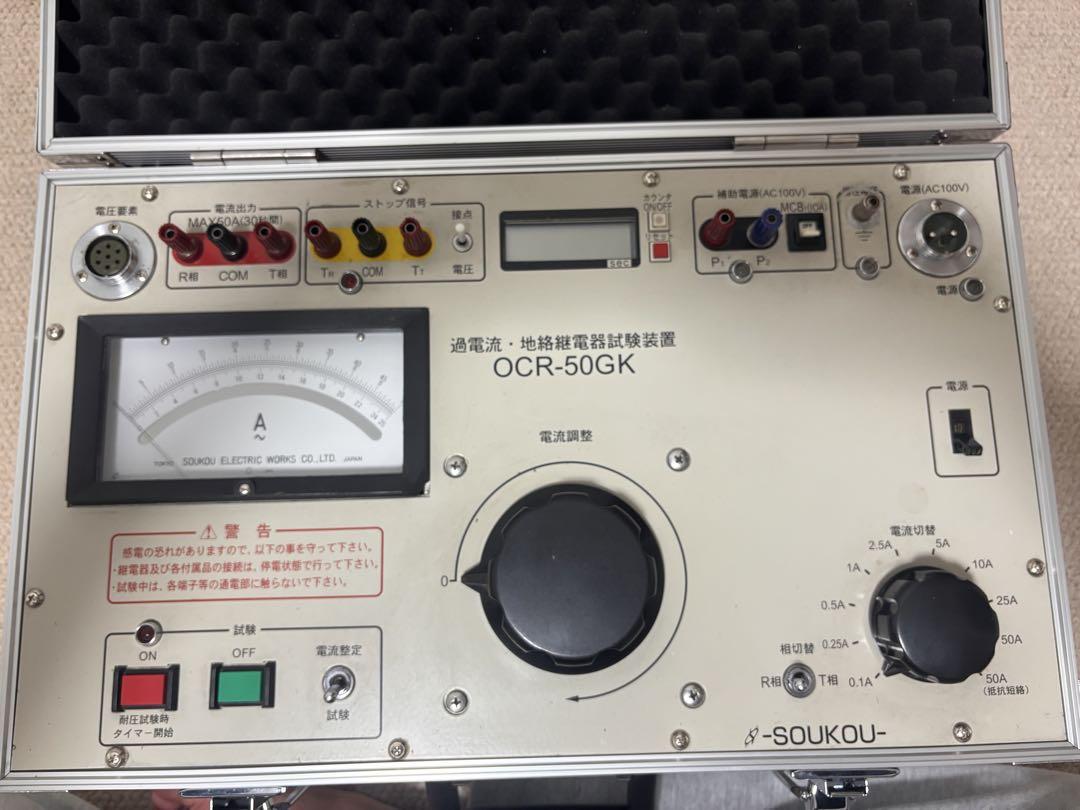 電圧要素
電流出力
MAX50A(30秒間)
R相 COM T相
ストップ信号
接点
TR COM TT
電圧
カウンタ
ON/OFF
リセット
sec
補助電源(AC100V)
MCB
OFF
P1 P2
電源(AC100V)
電源
過電流・地絡継電器試験装置
OCR-50GK
A
TOKYO SOUKOU ELECTRIC WORKS CO.,LTD. JAPAN
電流調整
0
電源
⚠ 警告
感電の恐れがありますので、以下の事を守って下さい。
・継電器及び各付属品の接続は、停電状態で行って下さい。
・試験中は、各端子等の通電部に触らないで下さい。
試験
ON OFF
電流整定
試験
耐圧試験時
タイマー開始
電流切替
0.1A 0.25A 0.5A 1A 2.5A 5A 10A 25A 50A 50A
(抵抗短絡)
相切替
R相 T相
-SOUKOU-